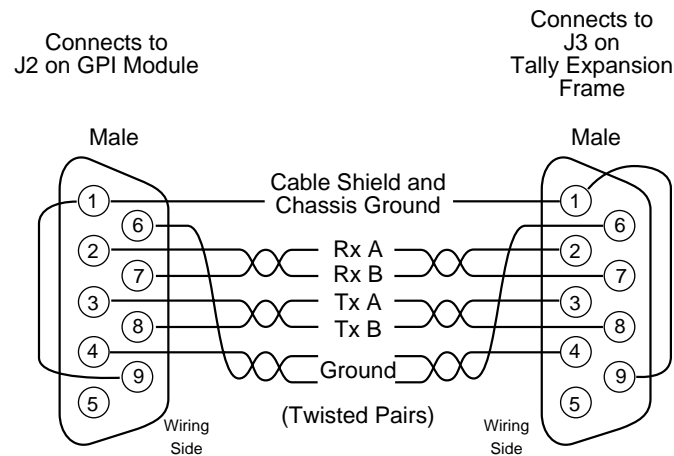 Connects to
J2 on GPI Module
Connects to
J3 on
Tally Expansion
Frame
Male
Male
Cable Shield and
Chassis Ground
Rx A
Rx B
Tx A
Tx B
Ground
(Twisted Pairs)
1
6
2
7
3
8
4
9
5
Wiring
Side
1
6
2
7
3
8
4
9
5
Wiring
Side